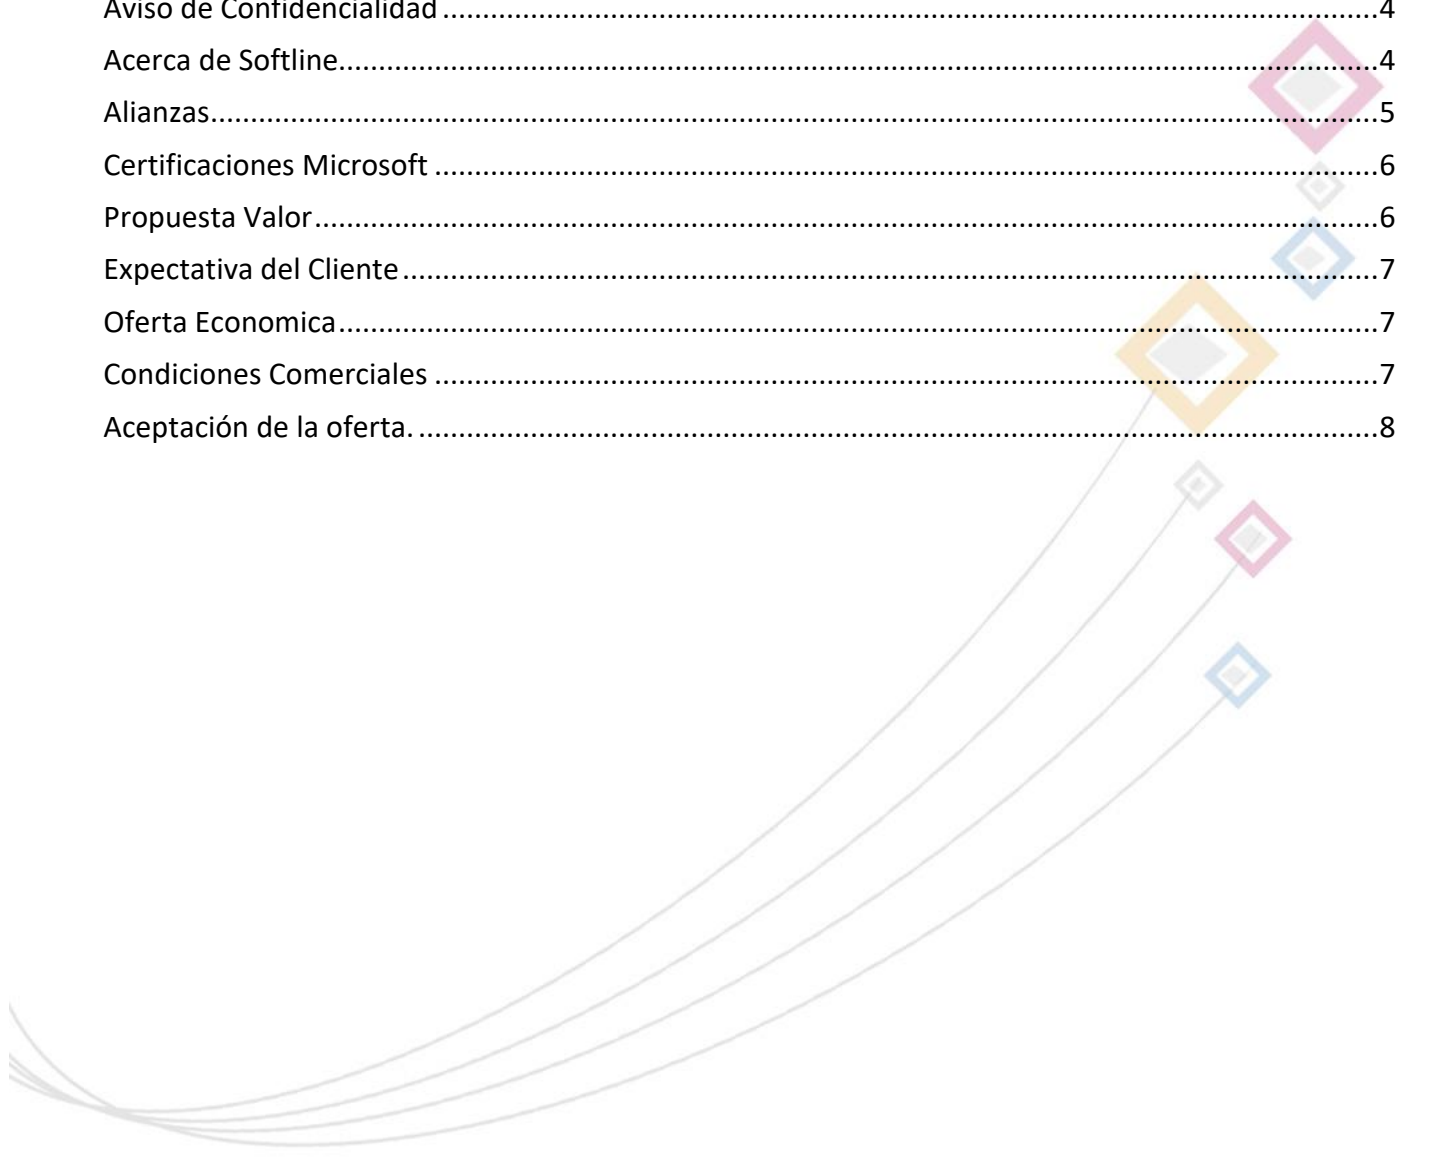 Aviso de Confidencialidad....................................................................................................................4
Acerca de Softline.................................................................................................................................4
Alianzas.................................................................................................................................................5
Certificaciones Microsoft .....................................................................................................................6
Propuesta Valor....................................................................................................................................6
Expectativa del Cliente.........................................................................................................................7
Oferta Economica.................................................................................................................................7
Condiciones Comerciales .....................................................................................................................7
Aceptación de la oferta. .......................................................................................................................8